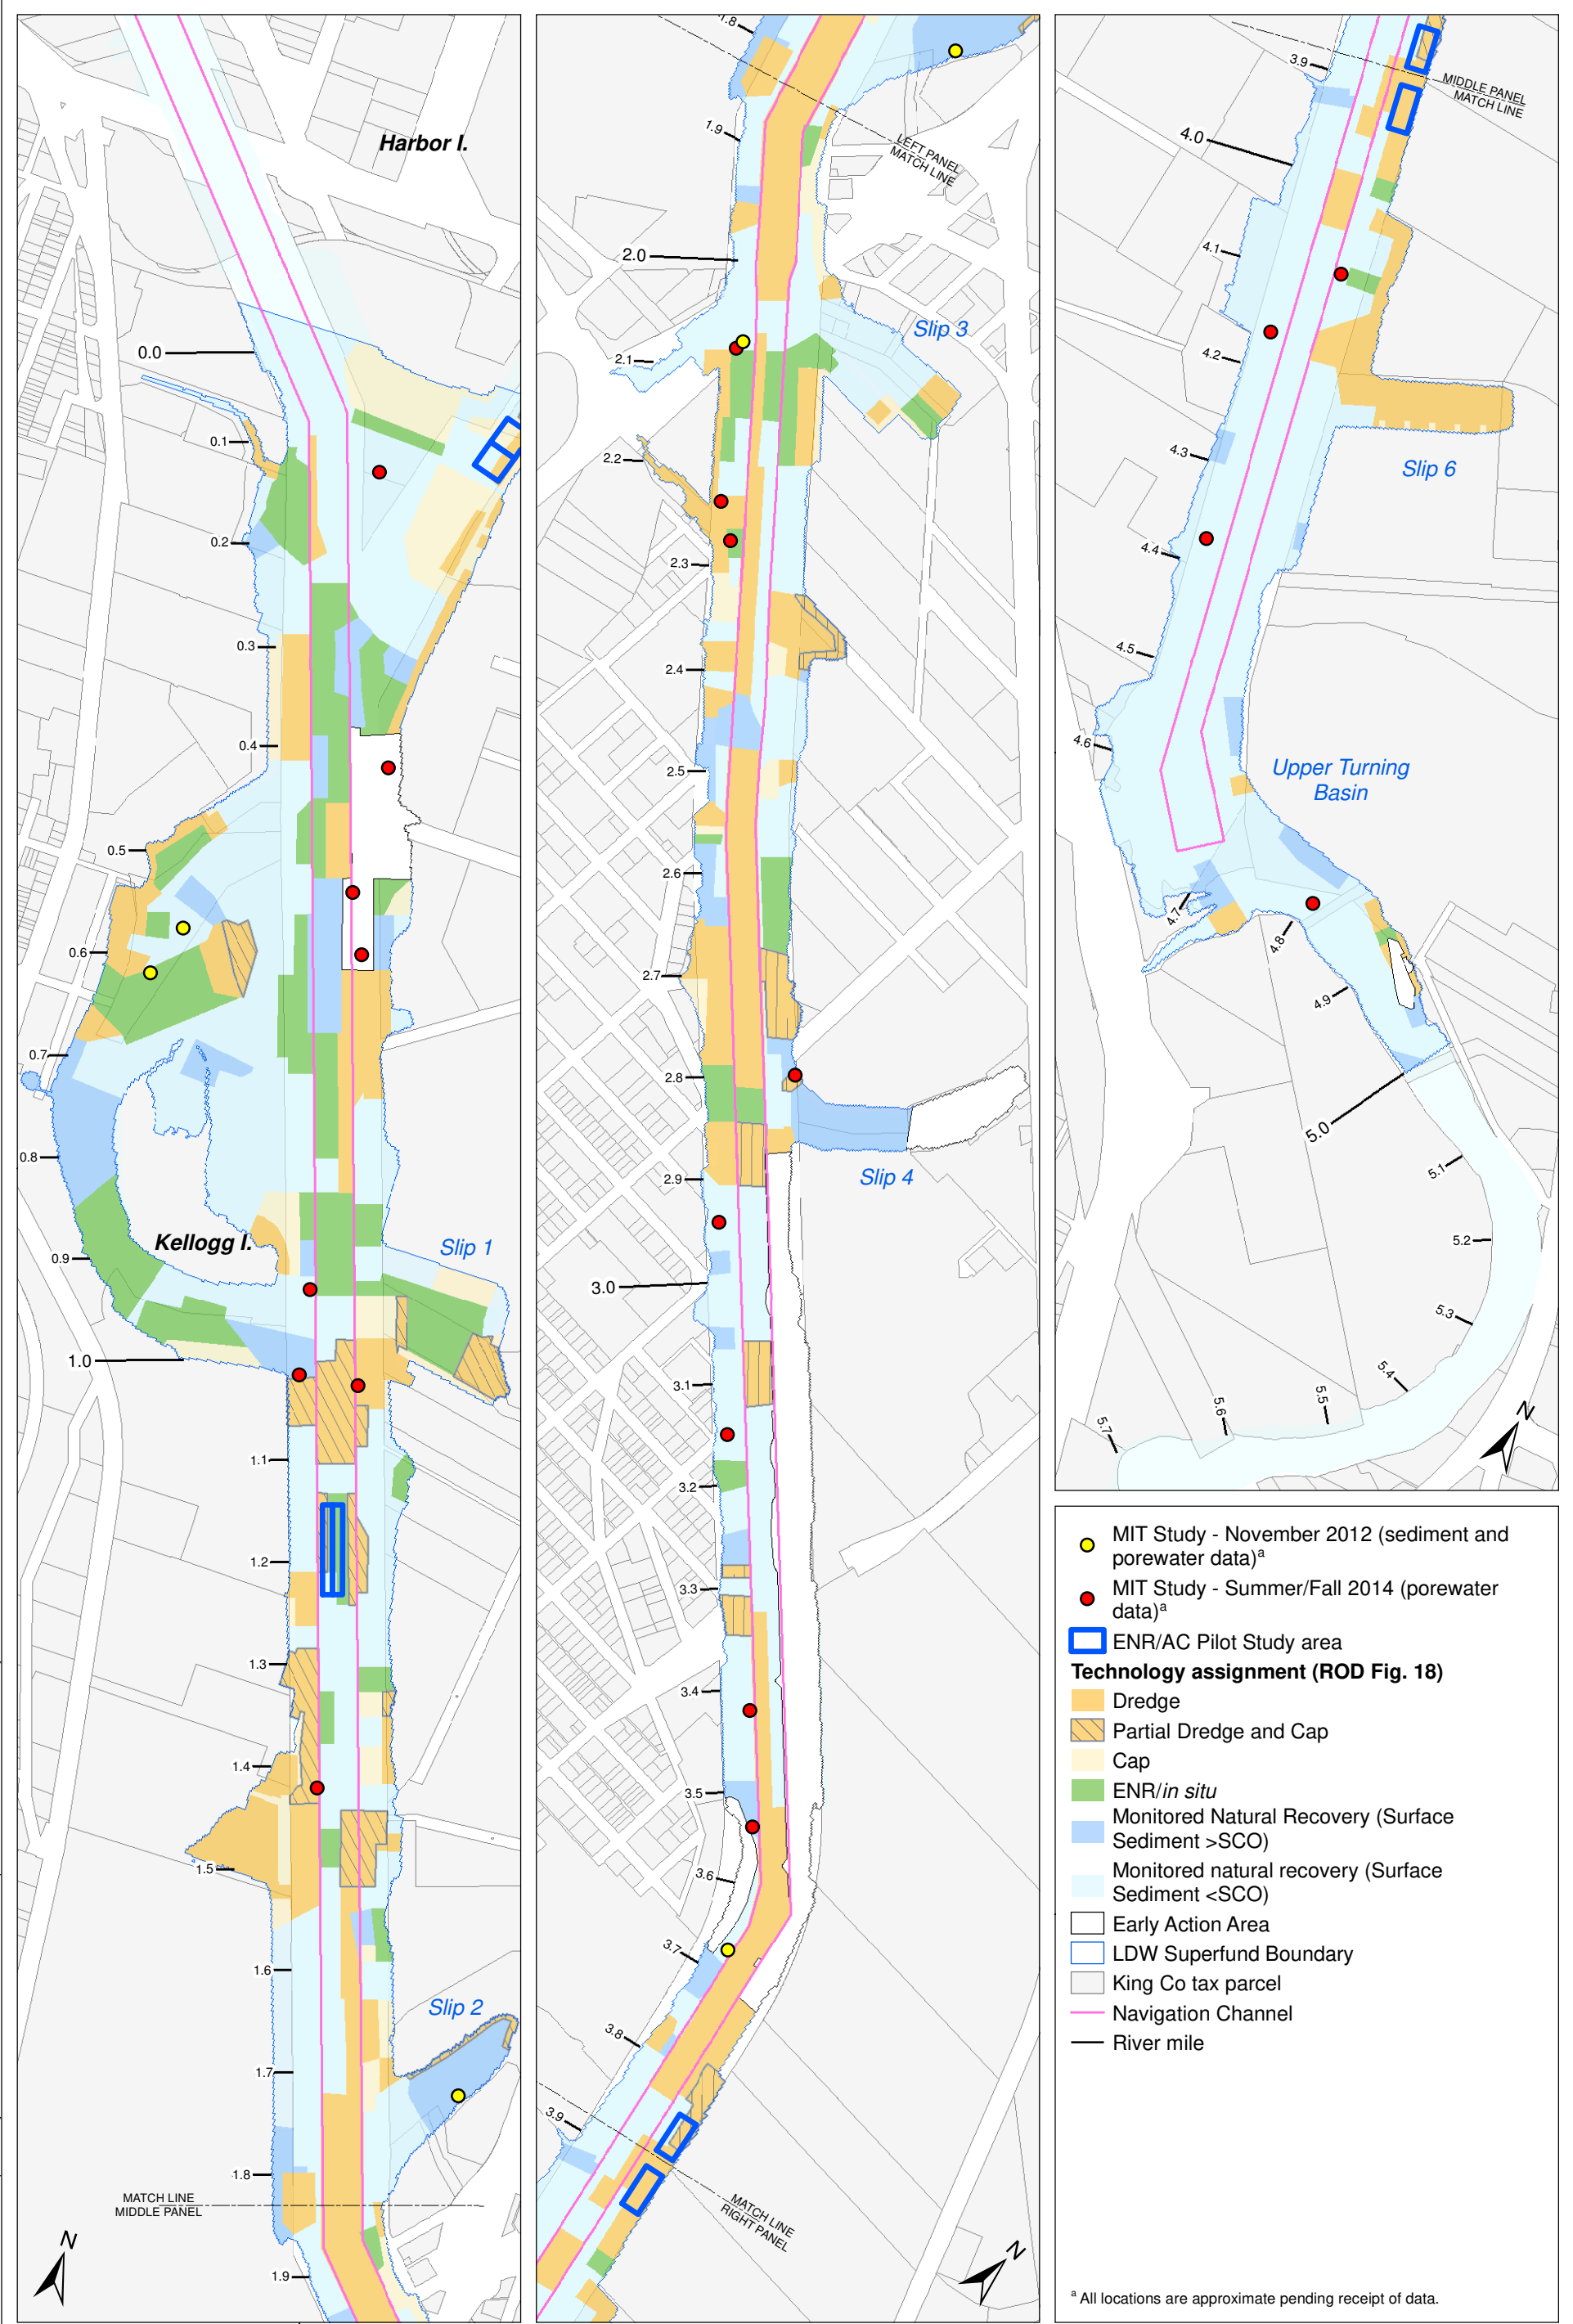 Harbor I.
0.0
0.1
0.2
0.3
0.4
0.5
0.6
0.7
0.8
Kellogg I.
Slip 1
0.9
1.0
1.1
1.2
1.3
1.4
1.5
1.6
Slip 2
1.7
1.8
MATCH LINE
MIDDLE PANEL
N
1.9
1.8
1.9
LEFT PANEL
MATCH LINE
2.0
Slip 3
2.1
2.2
2.3
2.4
2.5
2.6
2.7
2.8
Slip 4
2.9
3.0
3.1
3.2
3.3
3.4
3.5
3.6
3.7
3.8
3.9
MATCH LINE
RIGHT PANEL
N
3.9
MIDDLE PANEL
MATCH LINE
4.0
4.1
4.2
4.3
Slip 6
4.4
4.5
4.6
Upper Turning
Basin
4.7
4.8
4.9
5.0
5.1
5.2
5.3
5.4
5.5
5.6
5.7
N
MIT Study - November 2012 (sediment and
porewater data)a
MIT Study - Summer/Fall 2014 (porewater
data)a
ENR/AC Pilot Study area
Technology assignment (ROD Fig. 18)
Dredge
Partial Dredge and Cap
Cap
ENR/in situ
Monitored Natural Recovery (Surface
Sediment >SCO)
Monitored natural recovery (Surface
Sediment <SCO)
Early Action Area
LDW Superfund Boundary
King Co tax parcel
Navigation Channel
River mile
a All locations are approximate pending receipt of data.